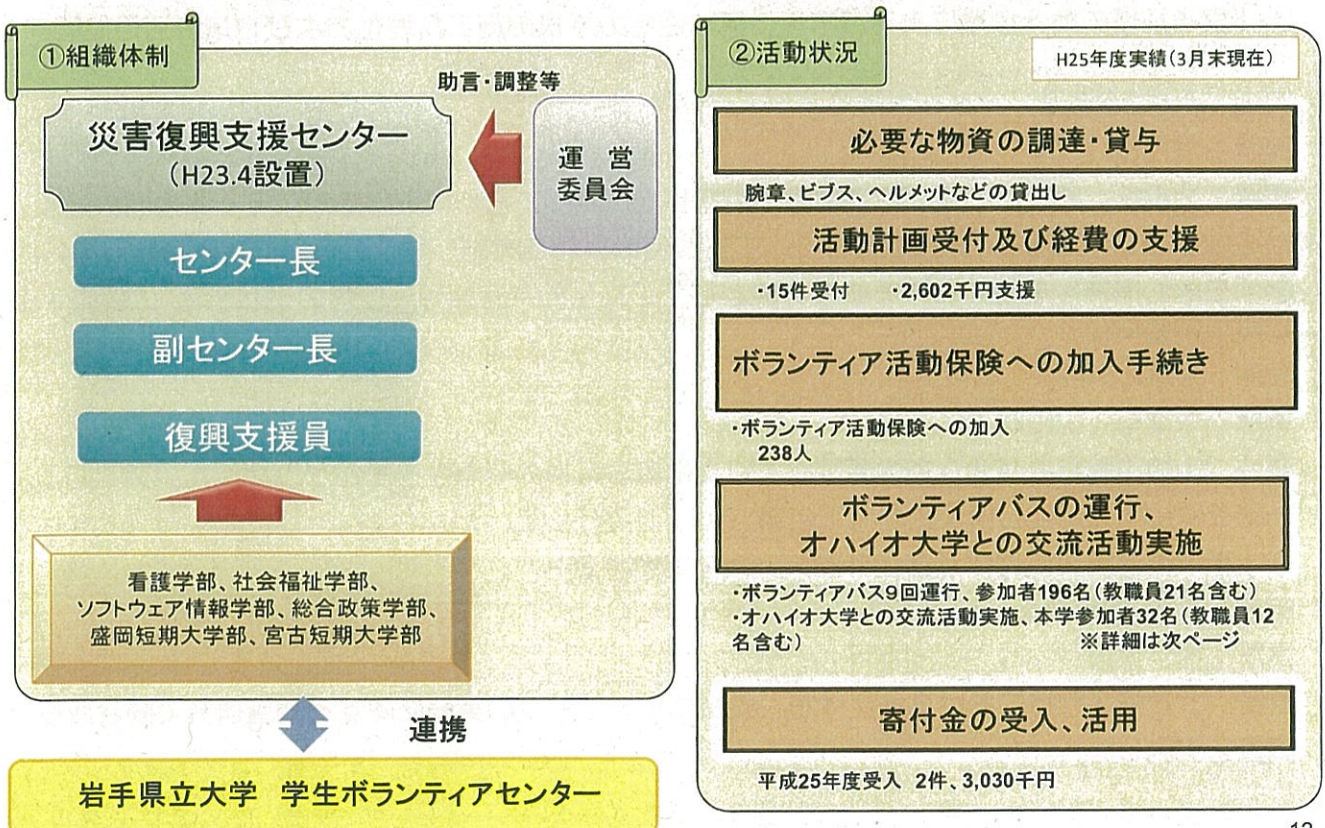 ①組織体制
助言・調整等
災害復興支援センター
(H23.4設置)
運 営
委員会
センター長
副センター長
復興支援員
看護学部、社会福祉学部、
ソフトウェア情報学部、総合政策学部、
盛岡短期大学部、宮古短期大学部
連携
岩手県立大学 学生ボランティアセンター
②活動状況
H25年度実績(3月末現在)
必要な物資の調達・貸与
腕章、ビブス、ヘルメットなどの貸出し
活動計画受付及び経費の支援
・15件受付 ・2,602千円支援
ボランティア活動保険への加入手続き
・ボランティア活動保険への加入
238人
ボランティアバスの運行、
オハイオ大学との交流活動実施
・ボランティアバス9回運行、参加者196名(教職員21名含む)
・オハイオ大学との交流活動実施、本学参加者32名(教職員12
名含む) ※詳細は次ページ
寄付金の受入、活用
平成25年度受入 2件、3,030千円